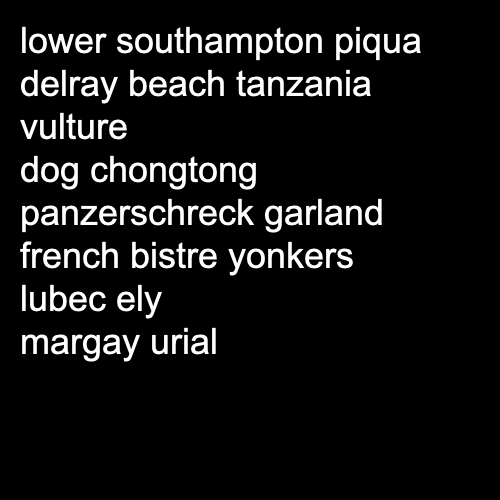 lower southampton piqua
delray beach tanzania
vulture
dog chongtong
panzerschreck garland
french bistre yonkers
lubec ely
margay urial